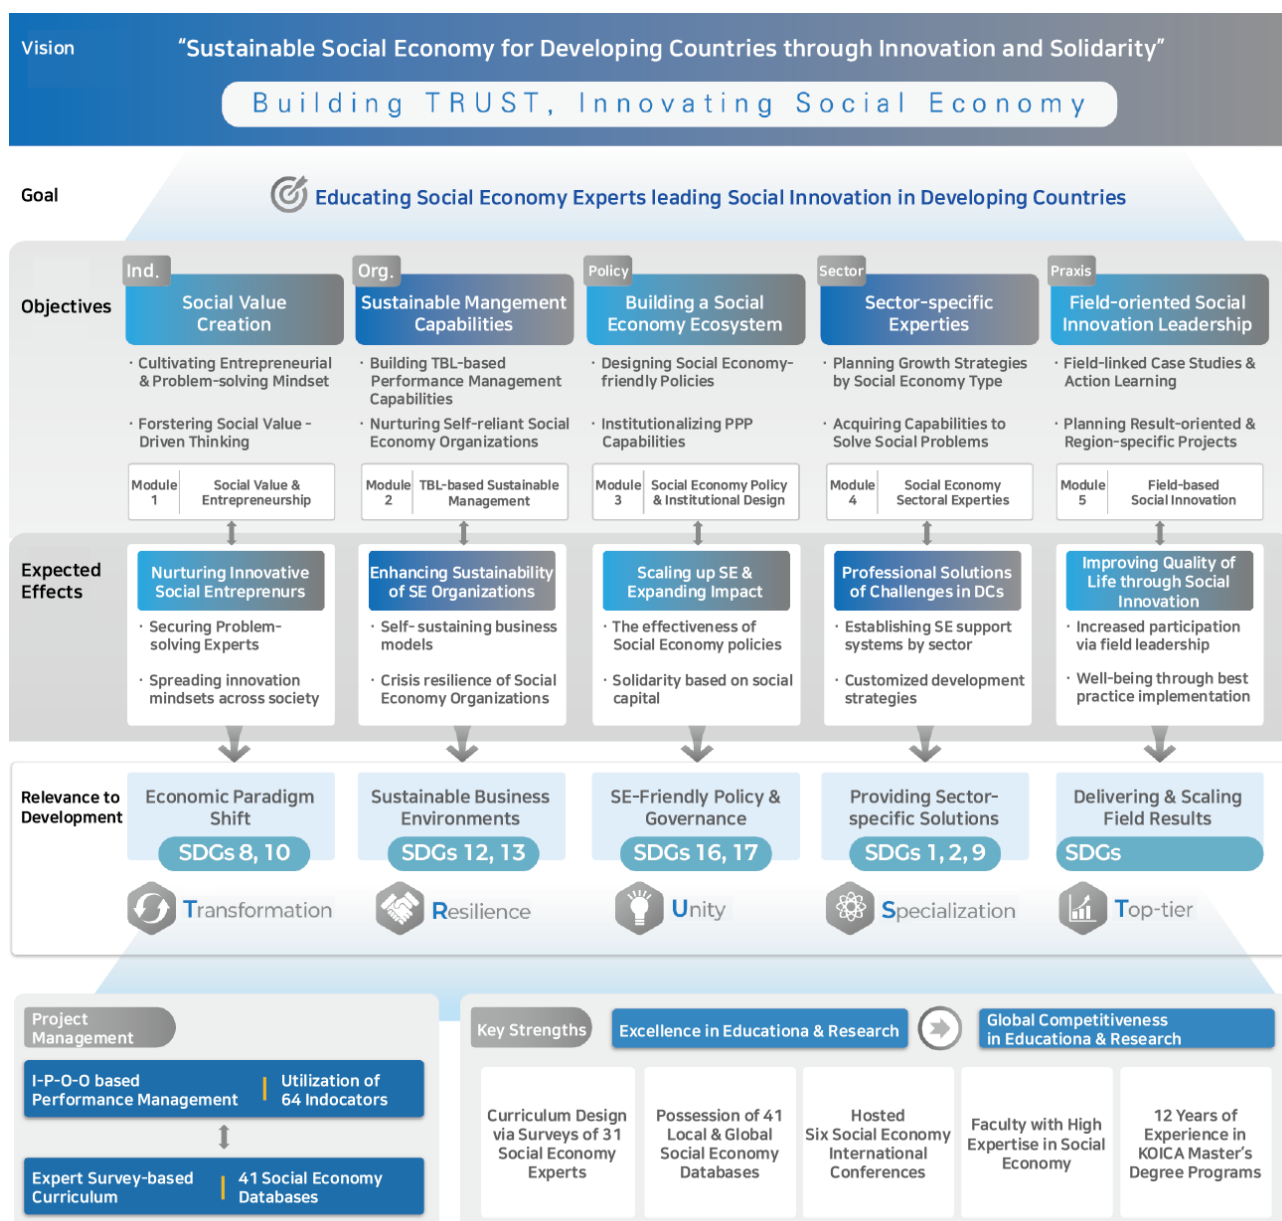 Vision
“Sustainable Social Economy for Developing Countries through Innovation and Solidarity”
Building TRUST, Innovating Social Economy
Goal
Educating Social Economy Experts leading Social Innovation in Developing Countries
Objectives
Ind.
Social Value
Creation
· Cultivating Entrepreneurial
& Problem-solving Mindset
· Forstering Social Value -
Driven Thinking
Module
1
Social Value &
Entrepreneurship
Org.
Sustainable Mangement
Capabilities
· Building TBL-based
Performance Management
Capabilities
· Nurturing Self-reliant Social
Economy Organizations
Module
2
TBL-based Sustainable
Management
Policy
Building a Social
Economy Ecosystem
· Designing Social Economy-
friendly Policies
· Institutionalizing PPP
Capabilities
Module
3
Social Economy Policy
& Institutional Design
Sector
Sector-specific
Experties
· Planning Growth Strategies
by Social Economy Type
· Acquiring Capabilities to
Solve Social Problems
Module
4
Social Economy
Sectoral Experties
Praxis
Field-oriented Social
Innovation Leadership
· Field-linked Case Studies &
Action Learning
· Planning Result-oriented &
Region-specific Projects
Module
5
Field-based
Social Innovation
Expected
Effects
Nurturing Innovative
Social Entreprenurs
· Securing Problem-
solving Experts
· Spreading innovation
mindsets across society
Enhancing Sustainability
of SE Organizations
· Self- sustaining business
models
· Crisis resilience of Social
Economy Organizations
Scaling up SE &
Expanding Impact
· The effectiveness of
Social Economy policies
· Solidarity based on social
capital
Professional Solutions
of Challenges in DCs
· Establishing SE support
systems by sector
· Customized development
strategies
Improving Quality of
Life through Social
Innovation
· Increased participation
via field leadership
· Well-being through best
practice implementation
Relevance to
Development
Economic Paradigm
Shift
SDGs 8, 10
Transformation
Sustainable Business
Environments
SDGs 12, 13
Resilience
SE-Friendly Policy &
Governance
SDGs 16, 17
Unity
Providing Sector-
specific Solutions
SDGs 1, 2, 9
Specialization
Delivering & Scaling
Field Results
SDGs
Top-tier
Project
Management
I-P-O-O based
Performance Management
Utilization of
64 Indocators
Expert Survey-based
Curriculum
41 Social Economy
Databases
Key Strengths
Excellence in Educationa & Research
Global Competitiveness
in Educationa & Research
Curriculum Design
via Surveys of 31
Social Economy
Experts
Possession of 41
Local & Global
Social Economy
Databases
Hosted
Six Social Economy
International
Conferences
Faculty with High
Expertise in Social
Economy
12 Years of
Experience in
KOICA Master’s
Degree Programs